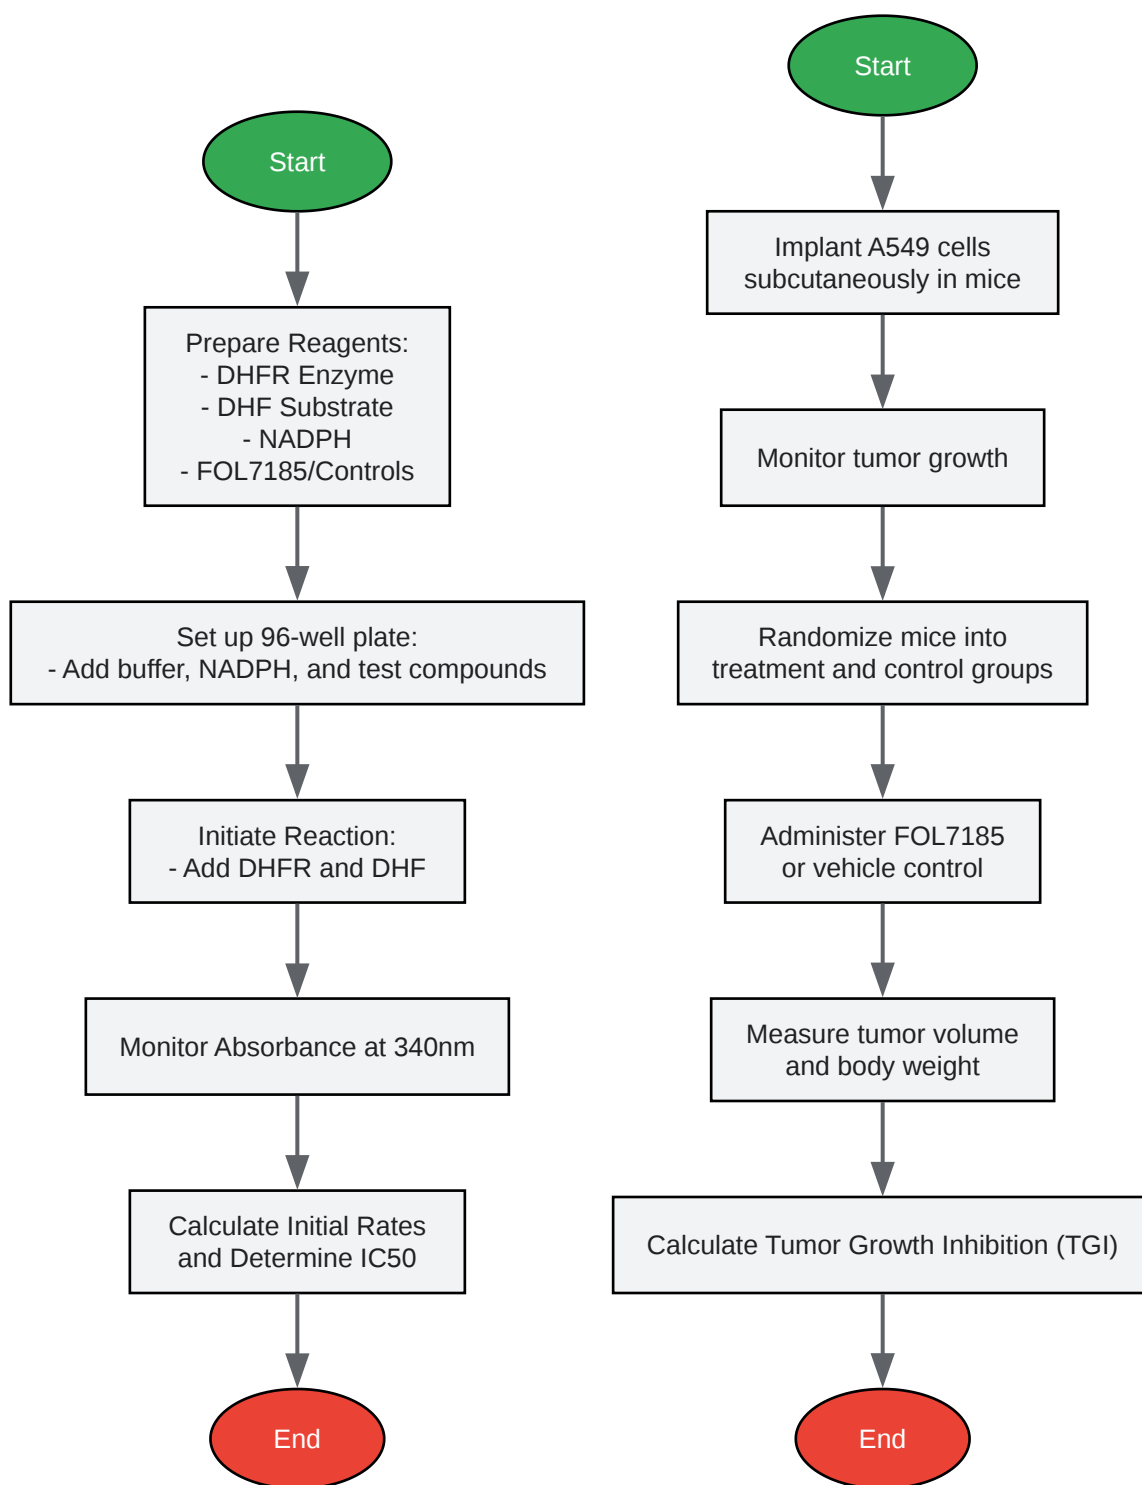 Start
Prepare Reagents:
- DHFR Enzyme
- DHF Substrate
- NADPH
- FOL7185/Controls
Set up 96-well plate:
- Add buffer, NADPH, and test compounds
Initiate Reaction:
- Add DHFR and DHF
Monitor Absorbance at 340nm
Calculate Initial Rates
and Determine IC50
End
Start
Implant A549 cells
subcutaneously in mice
Monitor tumor growth
Randomize mice into
treatment and control groups
Administer FOL7185
or vehicle control
Measure tumor volume
and body weight
Calculate Tumor Growth Inhibition (TGI)
End